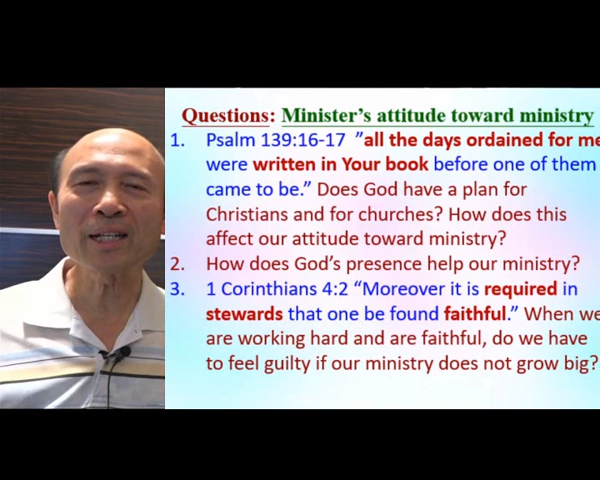 Questions: Minister's attitude toward ministry
1. Psalm 139:16-17 "all the days ordained for me
were written in Your book before one of them
came to be." Does God have a plan for
Christians and for churches? How does this
affect our attitude toward ministry?
2. How does God's presence help our ministry?
3. 1 Corinthians 4:2 "Moreover it is required in
stewards that one be found faithful." When we
are working hard and are faithful, do we have
to feel guilty if our ministry does not grow big?